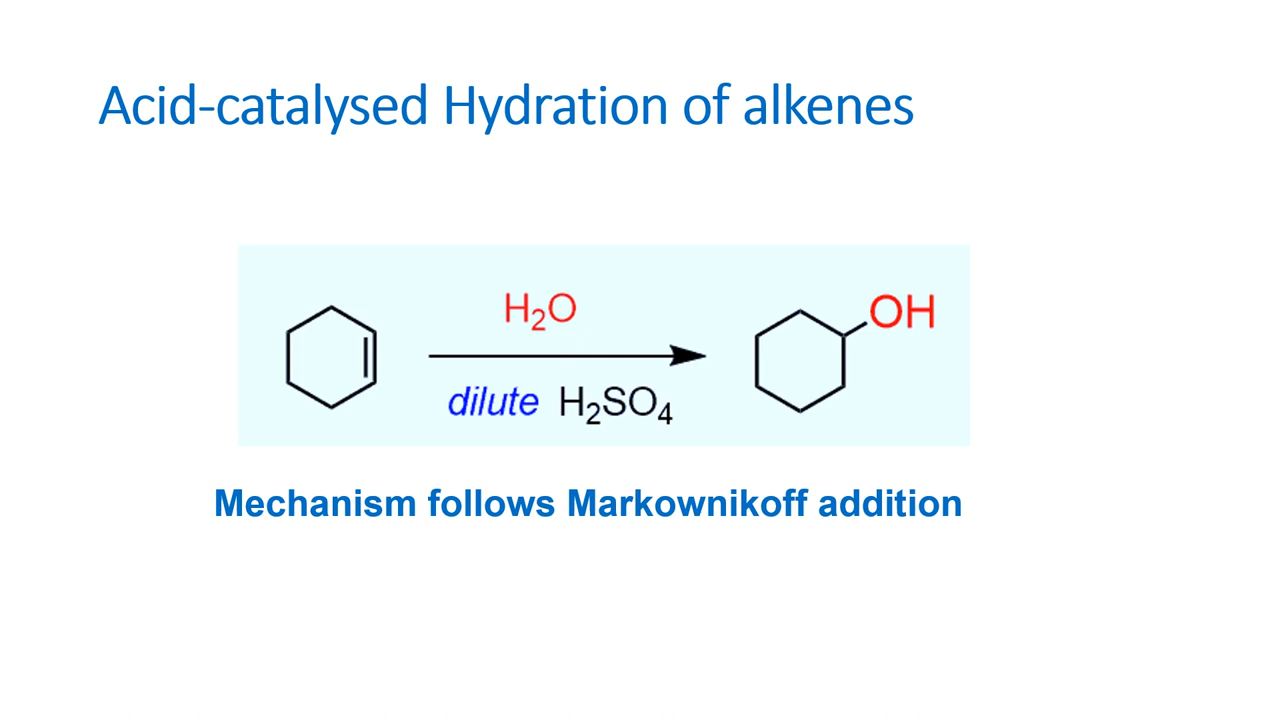 Acid-catalysed Hydration of alkenes
H₂O
OH
dilute H₂SO₄
Mechanism follows Markownikoff addition